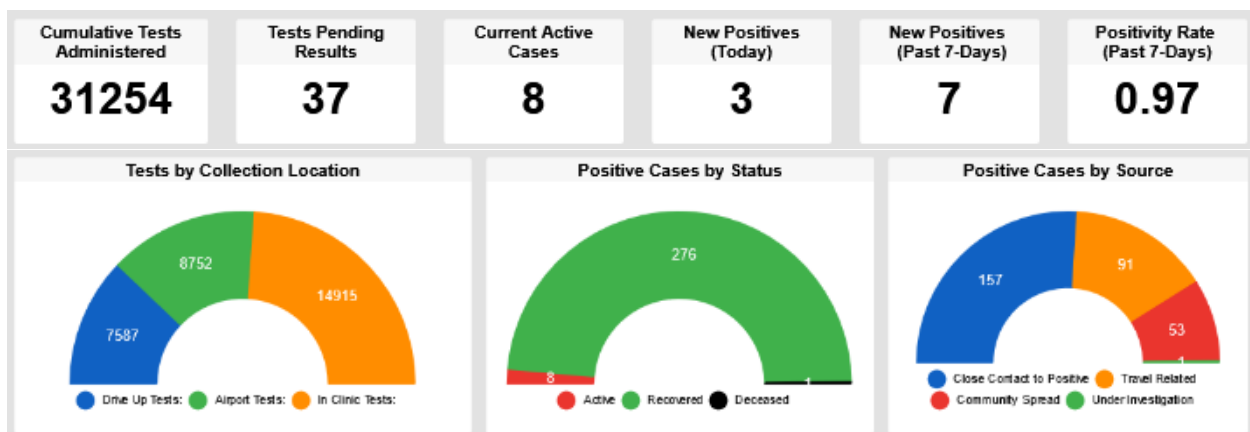 Cumulative Tests
Administered
31254
Tests Pending
Results
37
Current Active
Cases
8
New Positives
(Today)
3
New Positives
(Past 7-Days)
7
Positivity Rate
(Past 7-Days)
0.97
Tests by Collection Location
8752
14915
7587
Drive Up Tests: Airport Tests: In Clinic Tests:
Positive Cases by Status
276
8
1
Active Recovered Deceased
Positive Cases by Source
91
157
53
1
Close Contact to Positive Travel Related
Community Spread Under Investigation